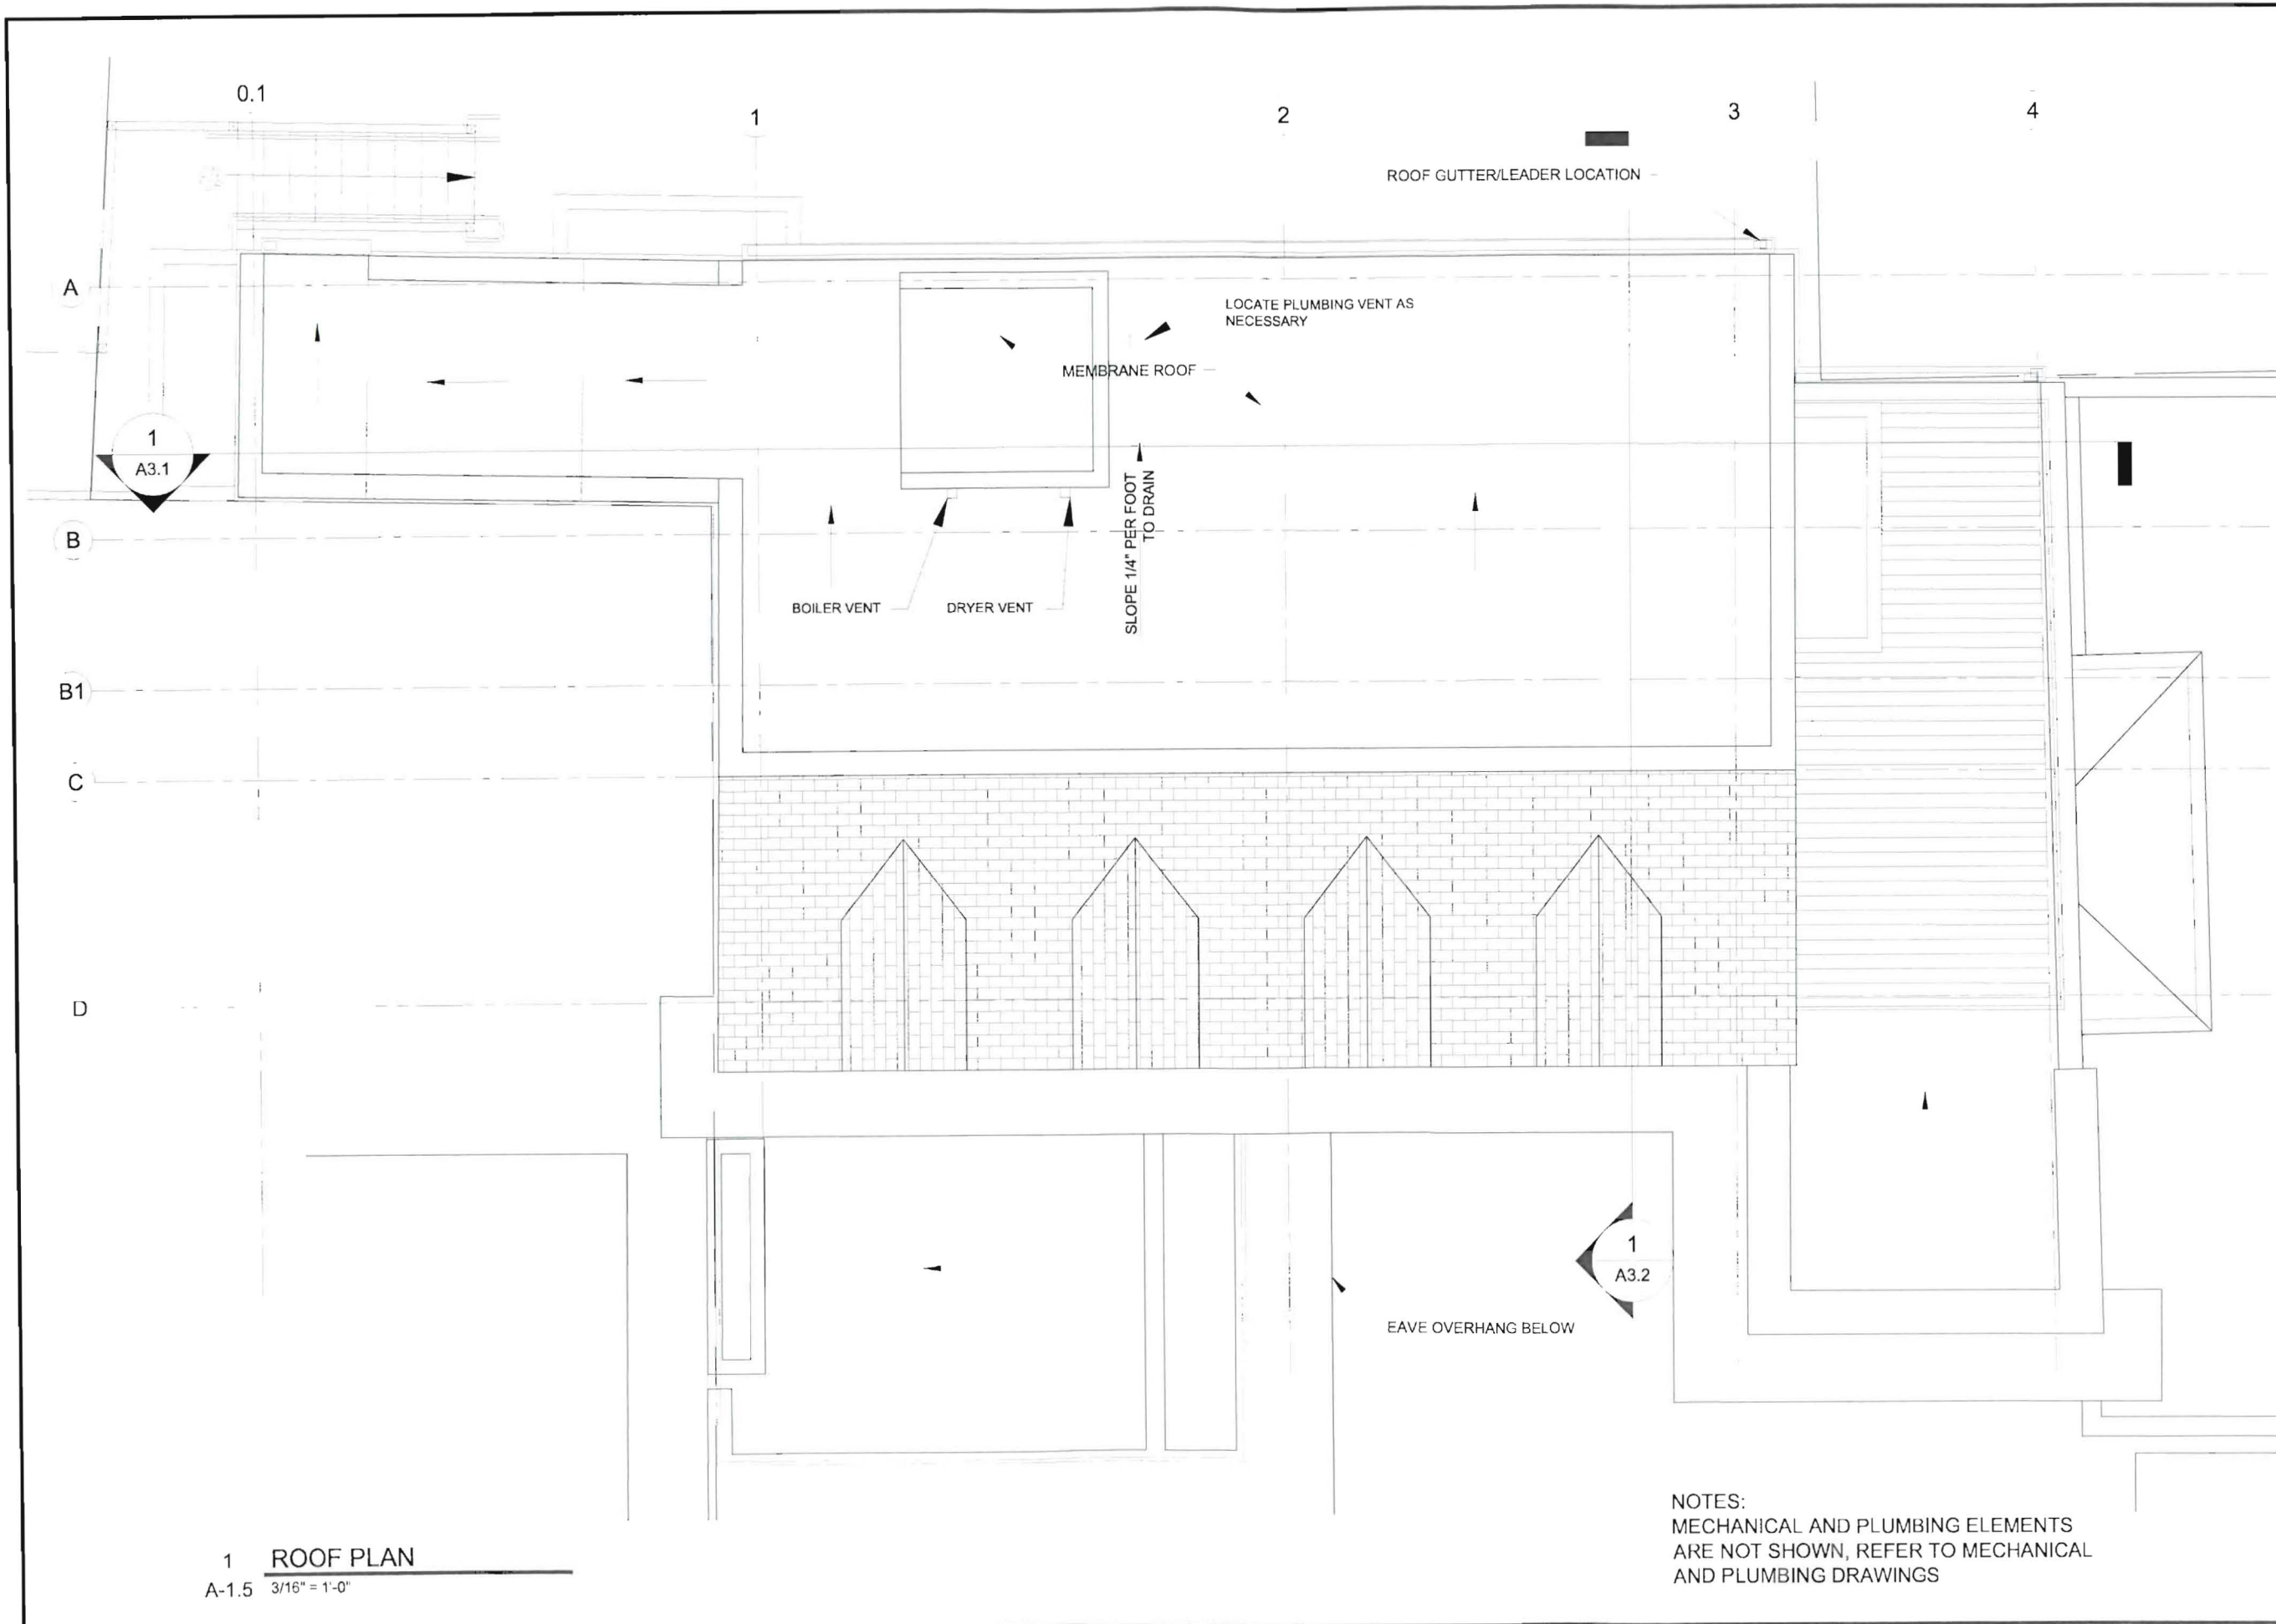 0.1
1
2
3
4
ROOF GUTTER/LEADER LOCATION
A
LOCATE PLUMBING VENT AS
NECESSARY
MEMBRANE ROOF
1
A3.1
SLOPE 1/4" PER FOOT
TO DRAIN
B
BOILER VENT
DRYER VENT
B1
C
D
1
A3.2
EAVE OVERHANG BELOW
NOTES:
MECHANICAL AND PLUMBING ELEMENTS
ARE NOT SHOWN, REFER TO MECHANICAL
AND PLUMBING DRAWINGS
1 ROOF PLAN
A-1.5 3/16" = 1'-0"